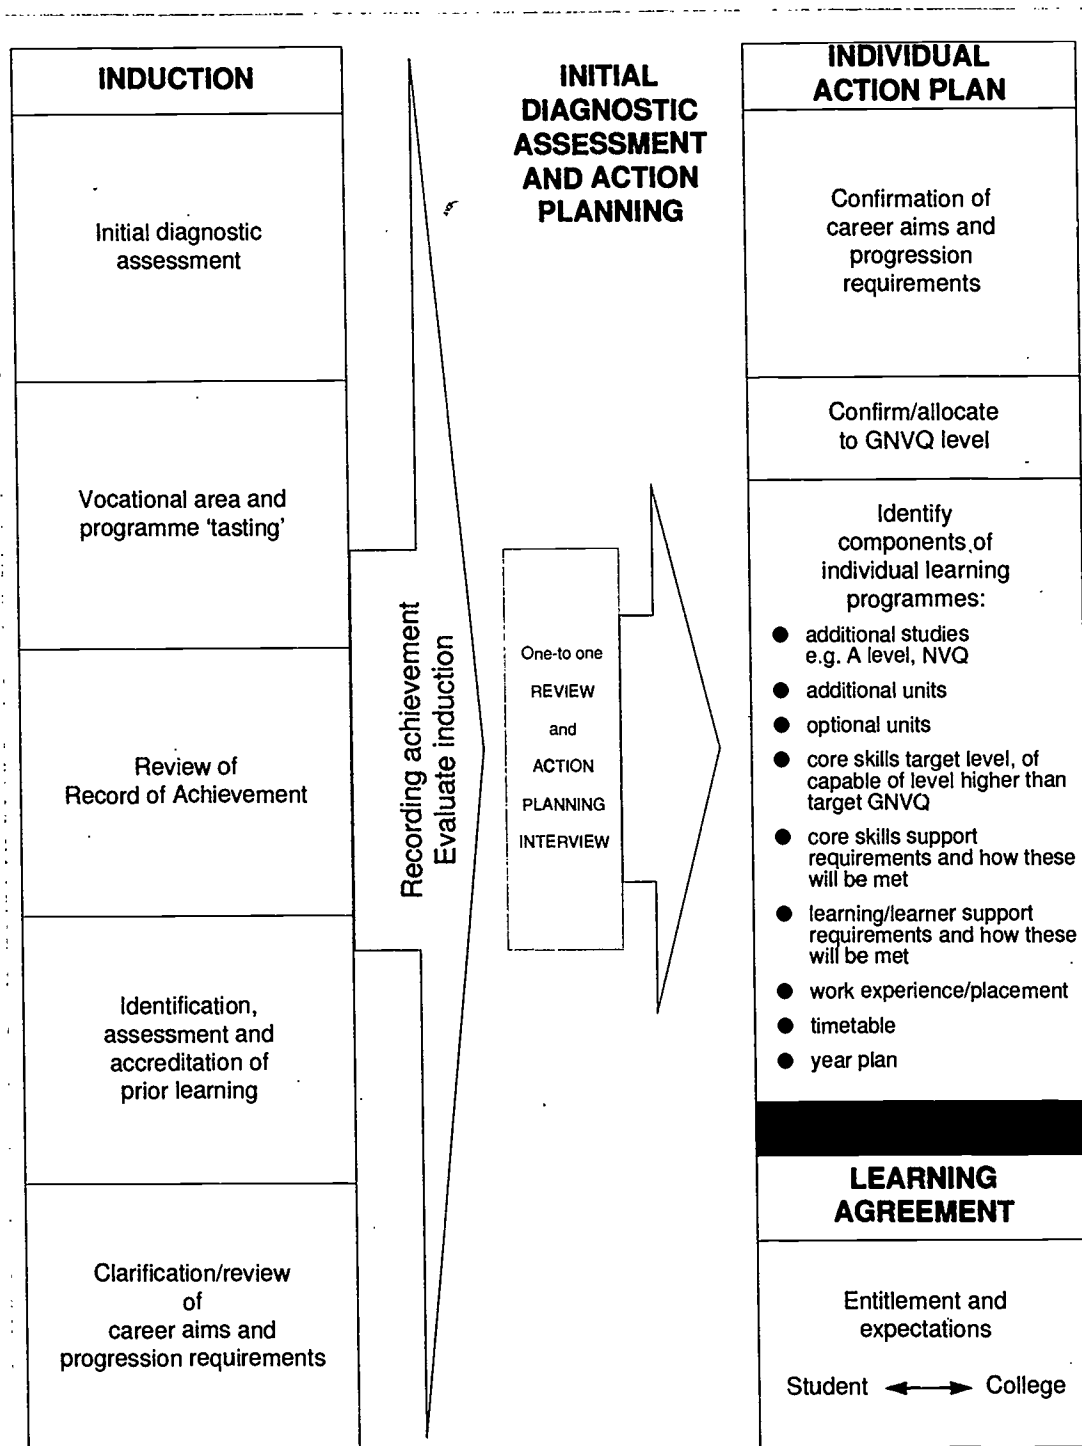 INDUCTION
Initial diagnostic
assessment
Vocational area and
programme ‘tasting’
Review of
Record of Achievement
Identification,
assessment and
accreditation of
prior learning
Clarification/review
of
career aims and
progression requirements
Recording achievement
Evaluate induction
INITIAL
DIAGNOSTIC
ASSESSMENT
AND ACTION
PLANNING
One-to one
REVIEW
and
ACTION
PLANNING
INTERVIEW
INDIVIDUAL
ACTION PLAN
Confirmation of
career aims and
progression
requirements
Confirm/allocate
to GNVQ level
Identify
components of
individual learning
programmes:
● additional studies
e.g. A level, NVQ
● additional units
● optional units
● core skills target level, of
capable of level higher than
target GNVQ
● core skills support
requirements and how these
will be met
● learning/learner support
requirements and how these
will be met
● work experience/placement
● timetable
● year plan
LEARNING
AGREEMENT
Entitlement and
expectations
Student ◄─► College